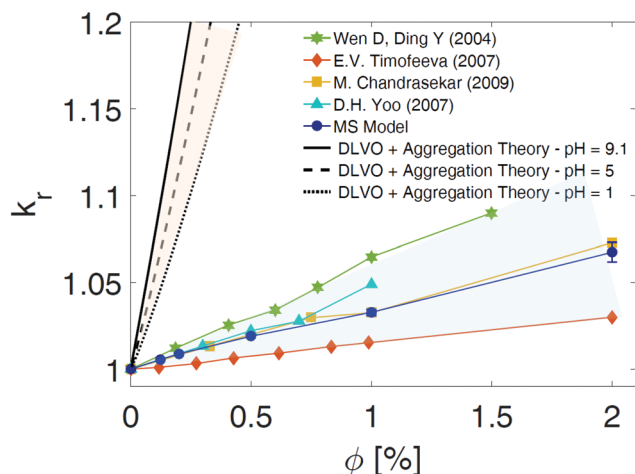 1.2
Wen D, Ding Y (2004)
E.V. Timofeeva (2007)
M. Chandrasekar (2009)
D.H. Yoo (2007)
MS Model
DLVO + Aggregation Theory - pH = 9.1
DLVO + Aggregation Theory - pH = 5
DLVO + Aggregation Theory - pH = 1
1.15
1.1
1.05
1
k_r
0 0.5 1 1.5 2
ϕ [%]